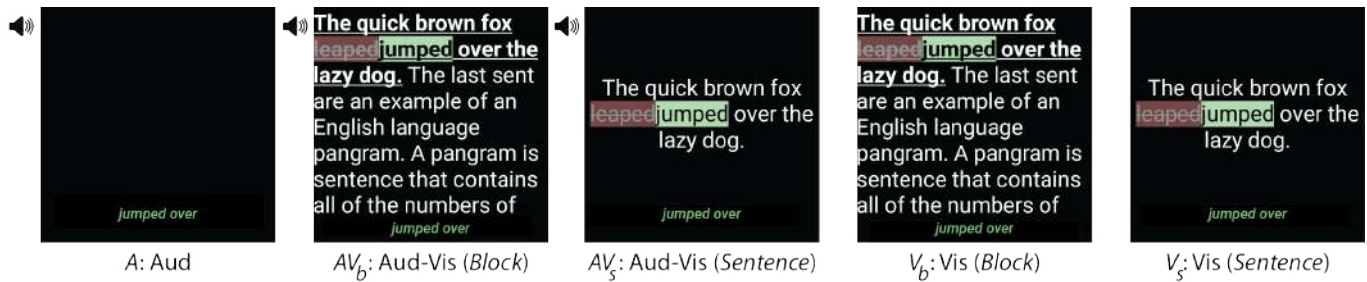 jumped over
A: Aud
The quick brown fox
leaped jumped over the
lazy dog. The last sent
are an example of an
English language
pangram. A pangram is
sentence that contains
all of the numbers of
jumped over
AVb: Aud-Vis (Block)
The quick brown fox
leaped jumped over the
lazy dog.
jumped over
AVs: Aud-Vis (Sentence)
The quick brown fox
leaped jumped over the
lazy dog. The last sent
are an example of an
English language
pangram. A pangram is
sentence that contains
all of the numbers of
jumped over
Vb: Vis (Block)
The quick brown fox
leaped jumped over the
lazy dog.
jumped over
Vs: Vis (Sentence)